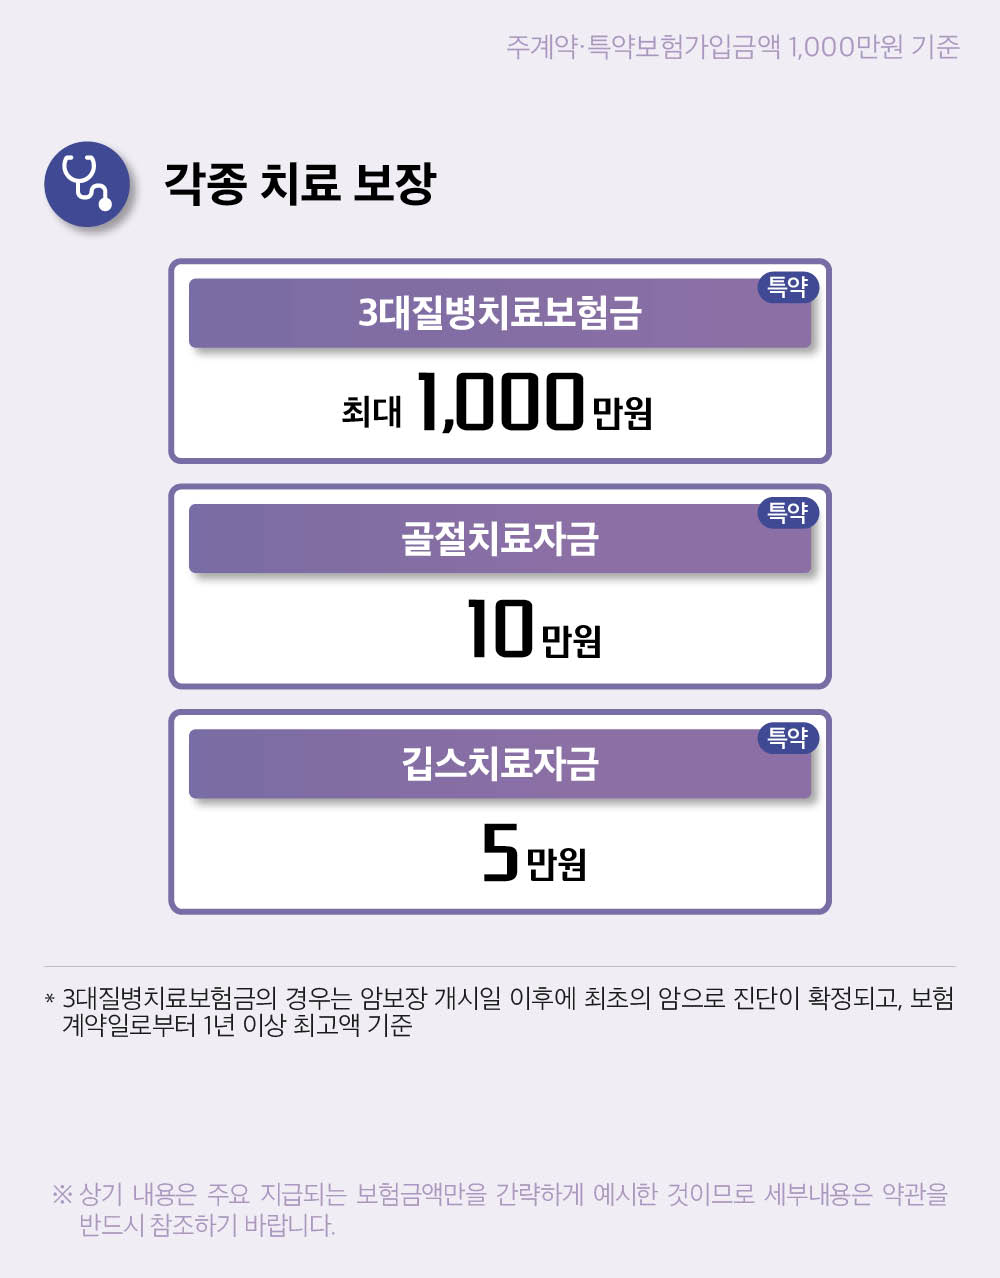 주계약·특약보험가입금액 1,000만원 기준
각종 치료 보장
특약
3대질병치료보험금
최대 1,000 만원
특약
골절치료자금
10 만원
특약
깁스치료자금
5 만원
* 3대질병치료보험금의 경우는 암보장 개시일 이후에 최초의 암으로 진단이 확정되고, 보험
계약일로부터 1년 이상 최고액 기준
※ 상기 내용은 주요 지급되는 보험금액만을 간략하게 예시한 것이므로 세부내용은 약관을
반드시 참조하기 바랍니다.